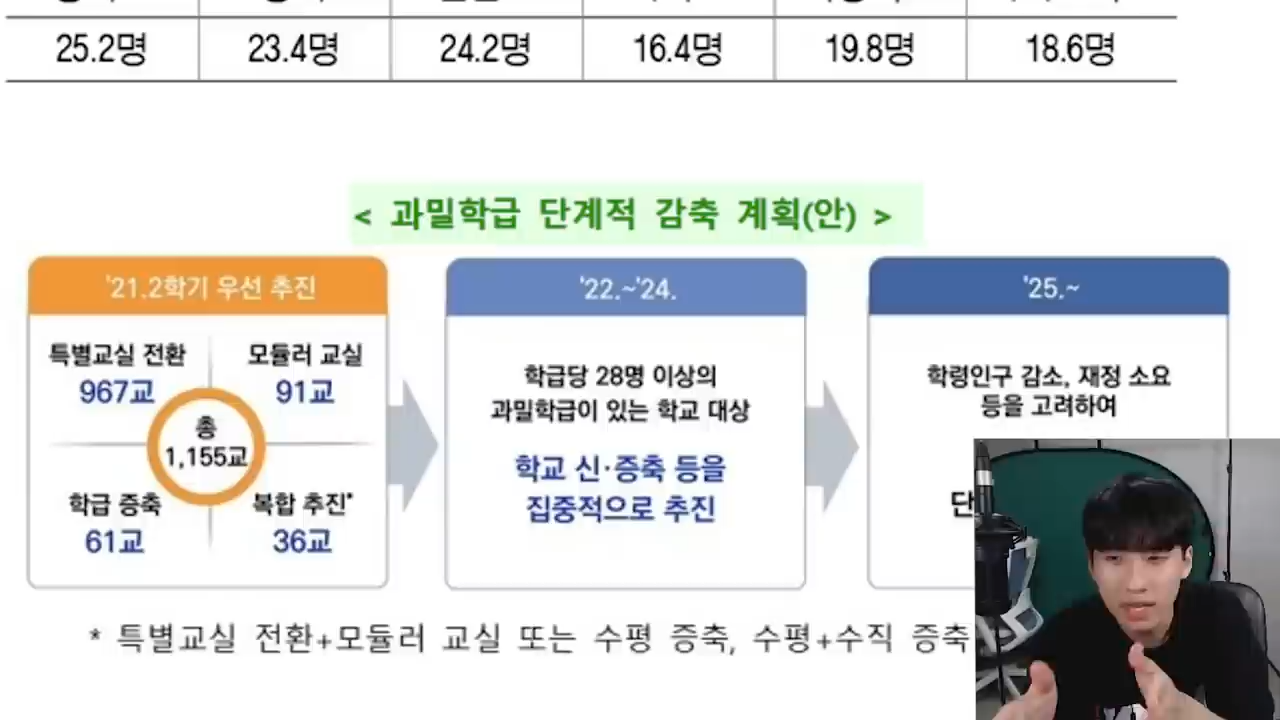 25.2명 23.4명 24.2명 16.4명 19.8명 18.6명
< 과밀학급 단계적 감축 계획(안) >
'21.2학기 우선 추진
특별교실 전환
967교
모듈러 교실
91교
총
1,155교
학급 증축
61교
복합 추진*
36교
'22.~'24.
학급당 28명 이상의
과밀학급이 있는 학교 대상
학교 신·증축 등을
집중적으로 추진
'25.~
학령인구 감소, 재정 소요
등을 고려하여
* 특별교실 전환+모듈러 교실 또는 수평 증축, 수평+수직 증축